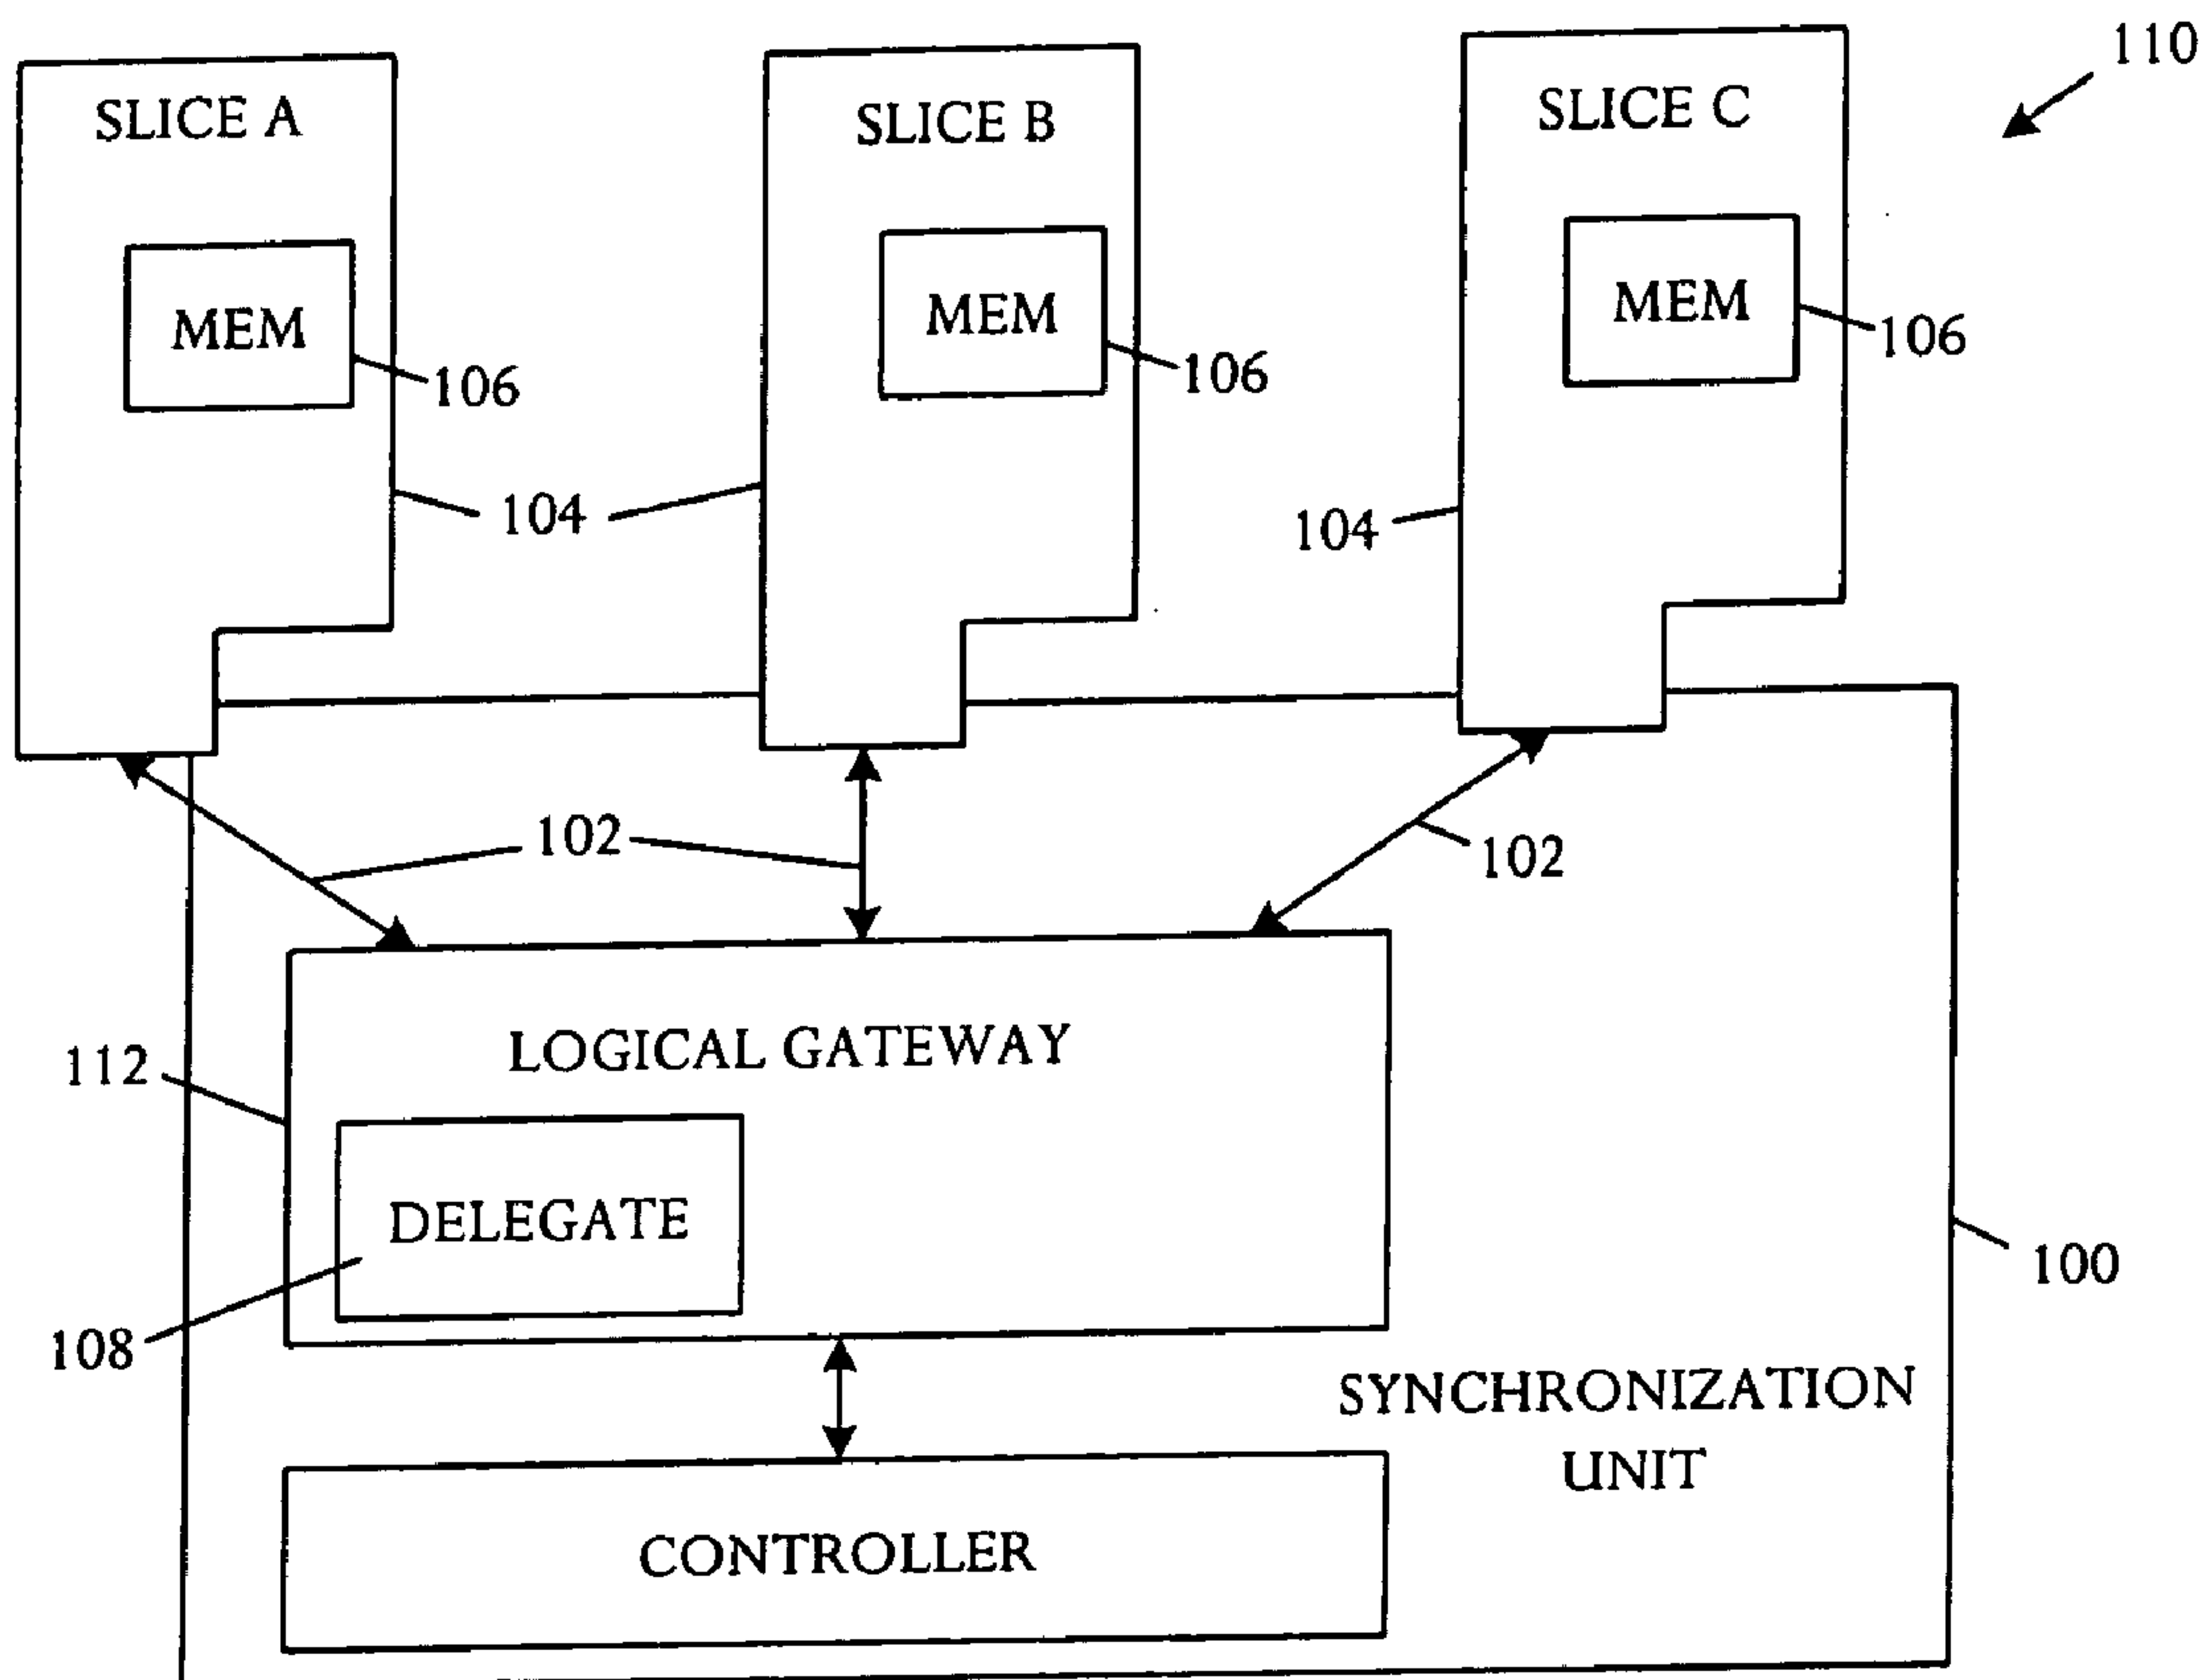 110
SLICE A
SLICE B
SLICE C
MEM
MEM
MEM
106
106
106
104
104
102
102
LOGICAL GATEWAY
112
DELEGATE
100
108
SYNCHRONIZATION
UNIT
CONTROLLER